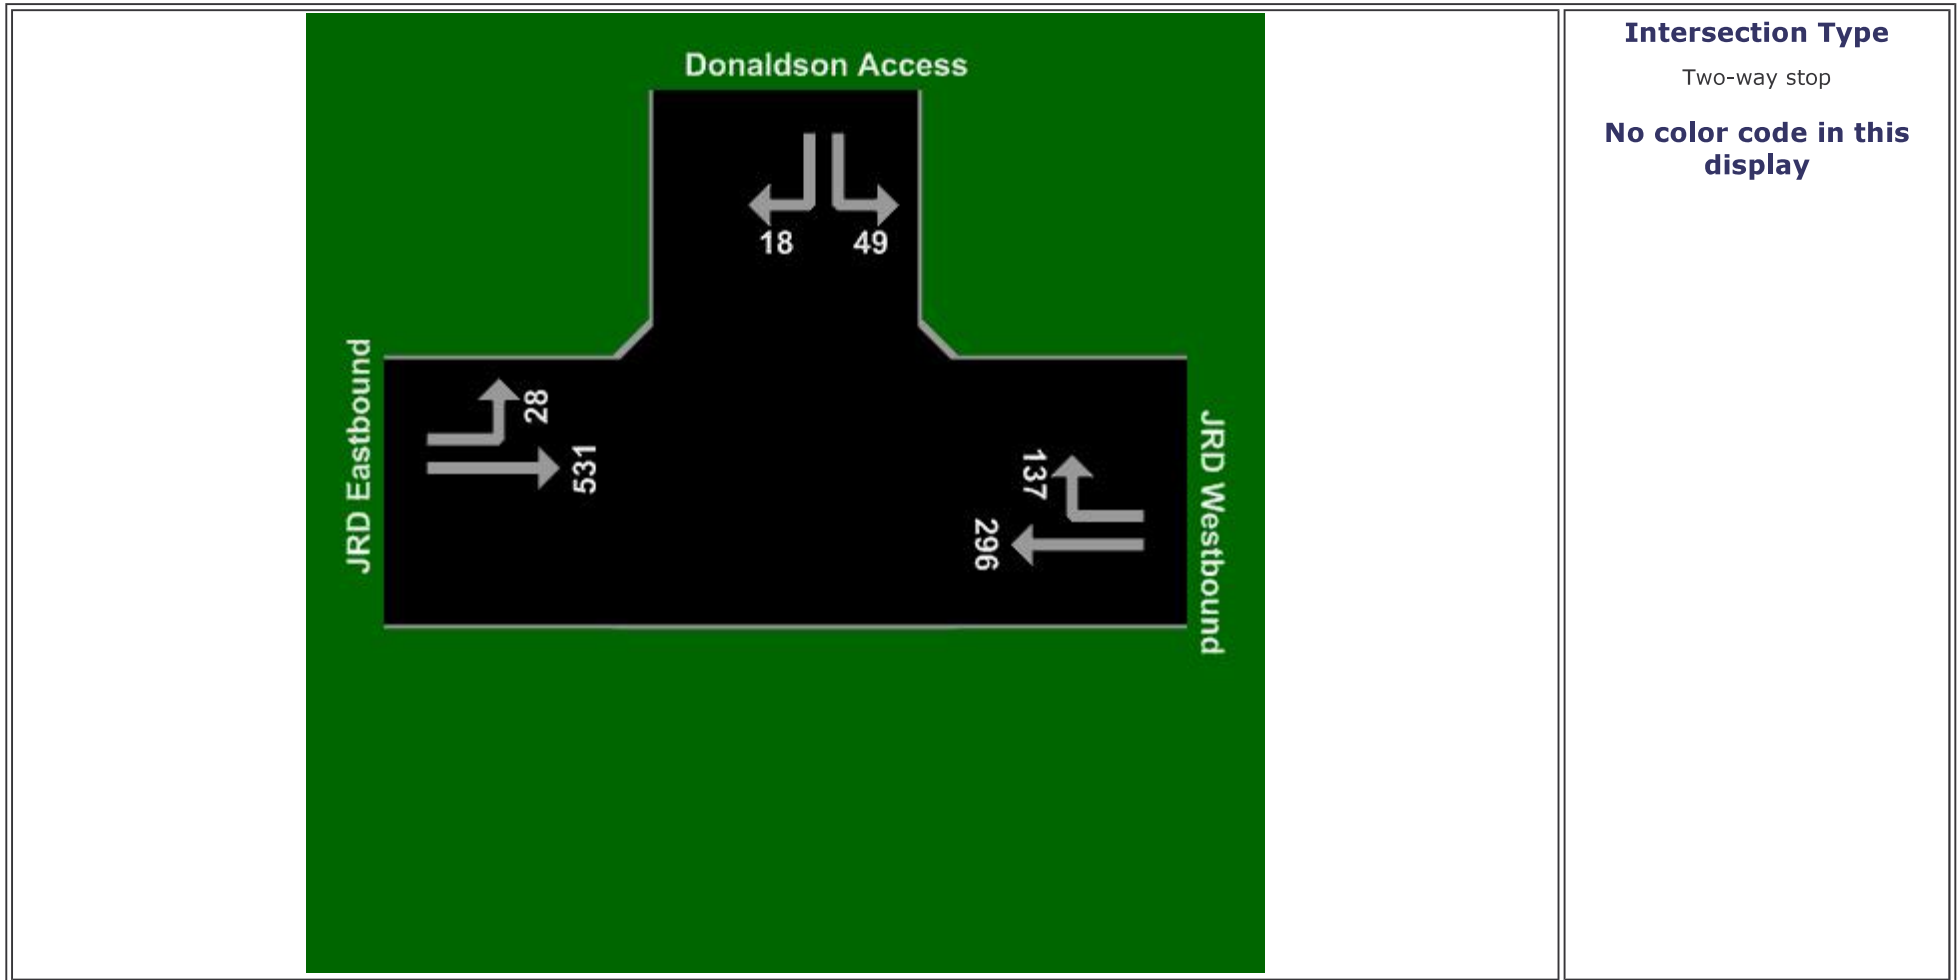 Donaldson Access
18
49
JRD Eastbound
28
531
137
296
JRD Westbound
Intersection Type
Two-way stop
No color code in this
display